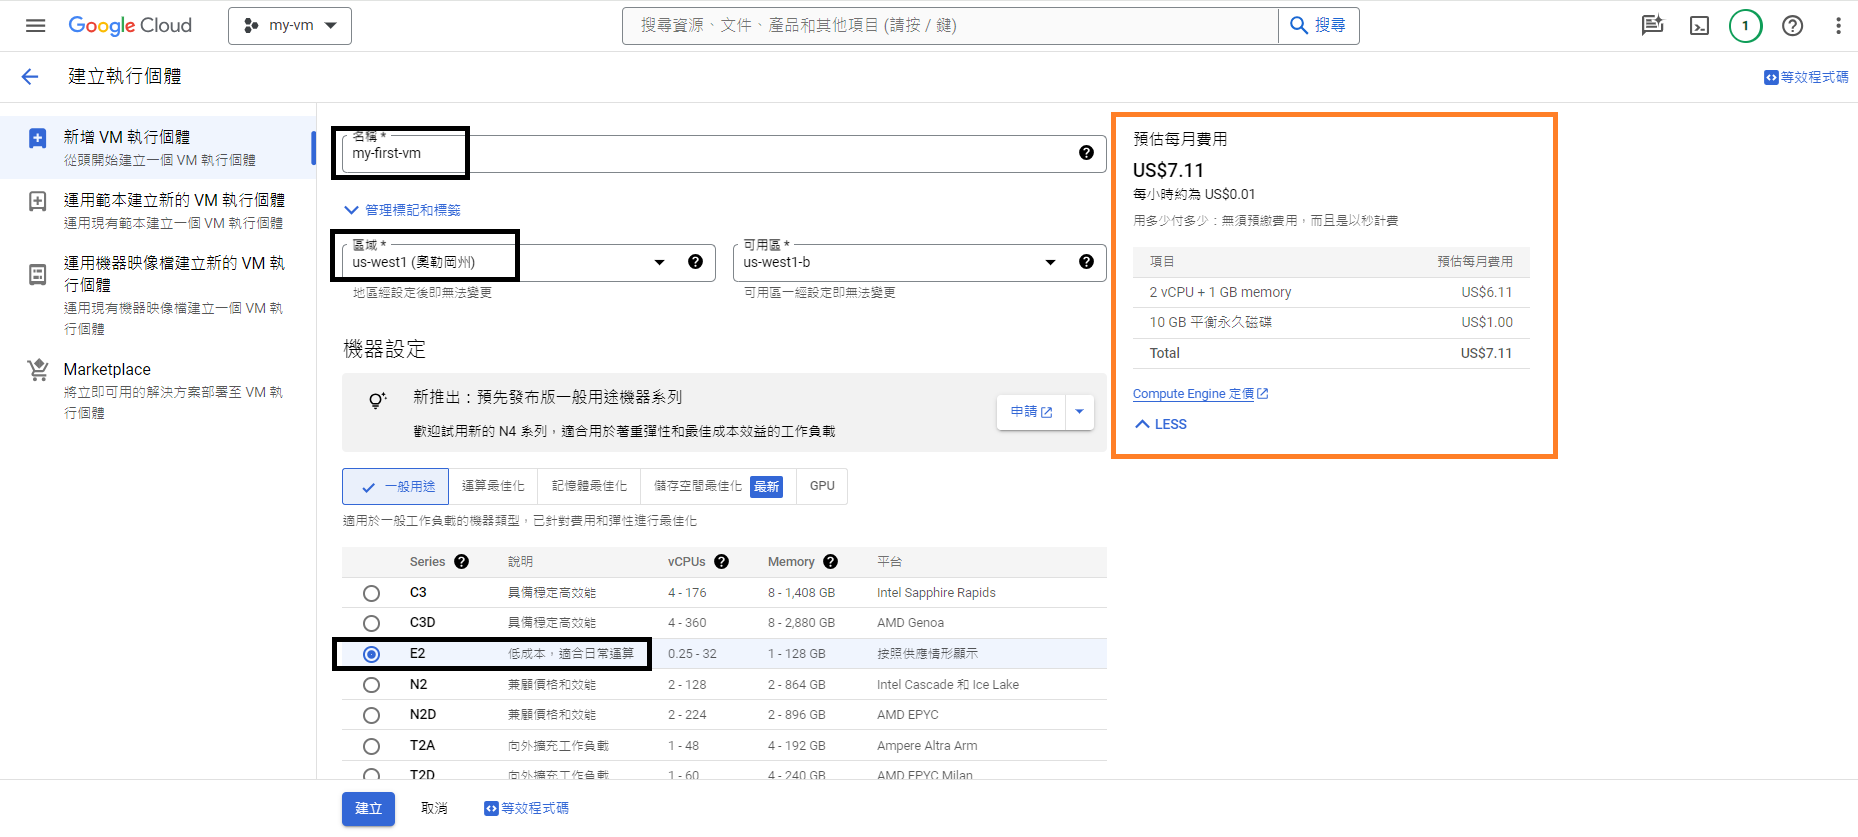 Google Cloud
my-vm
搜尋資源、文件、產品和其他項目 (請按 / 鍵)
搜尋
1
建立執行個體
等效程式碼
新增 VM 執行個體
從頭開始建立一個 VM 執行個體
運用範本建立新的 VM 執行個體
運用現有範本建立一個 VM 執行個體
運用機器映像檔建立新的 VM 執
行個體
運用現有機器映像檔建立一個 VM 執
行個體
Marketplace
將立即可用的解決方案部署至 VM 執
行個體
名稱 *
my-first-vm
管理標記和標籤
區域 *
us-west1 (奧勒岡州)
地區經設定後即無法變更
可用區 *
us-west1-b
可用區一經設定即無法變更
機器設定
新推出：預先發布版一般用途機器系列
歡迎試用新的 N4 系列，適合用於著重彈性和最佳成本效益的工作負載
申請
一般用途
運算最佳化
記憶體最佳化
儲存空間最佳化 最新
GPU
適用於一般工作負載的機器類型，已針對費用和彈性進行最佳化
Series 說明 vCPUs Memory 平台
C3 具備穩定高效能 4 - 176 8 - 1,408 GB Intel Sapphire Rapids
C3D 具備穩定高效能 4 - 360 8 - 2,880 GB AMD Genoa
E2 低成本，適合日常運算 0.25 - 32 1 - 128 GB 按照供應情形顯示
N2 兼顧價格和效能 2 - 128 2 - 864 GB Intel Cascade 和 Ice Lake
N2D 兼顧價格和效能 2 - 224 2 - 896 GB AMD EPYC
T2A 向外擴充工作負載 1 - 48 4 - 192 GB Ampere Altra Arm
T2D 向外擴充工作負載 1 - 60 4 - 240 GB AMD EPYC Milan
建立
取消
等效程式碼
預估每月費用
US$7.11
每小時約為 US$0.01
用多少付多少：無須預繳費用，而且是以秒計費
項目 預估每月費用
2 vCPU + 1 GB memory US$6.11
10 GB 平衡永久磁碟 US$1.00
Total US$7.11
Compute Engine 定價
LESS